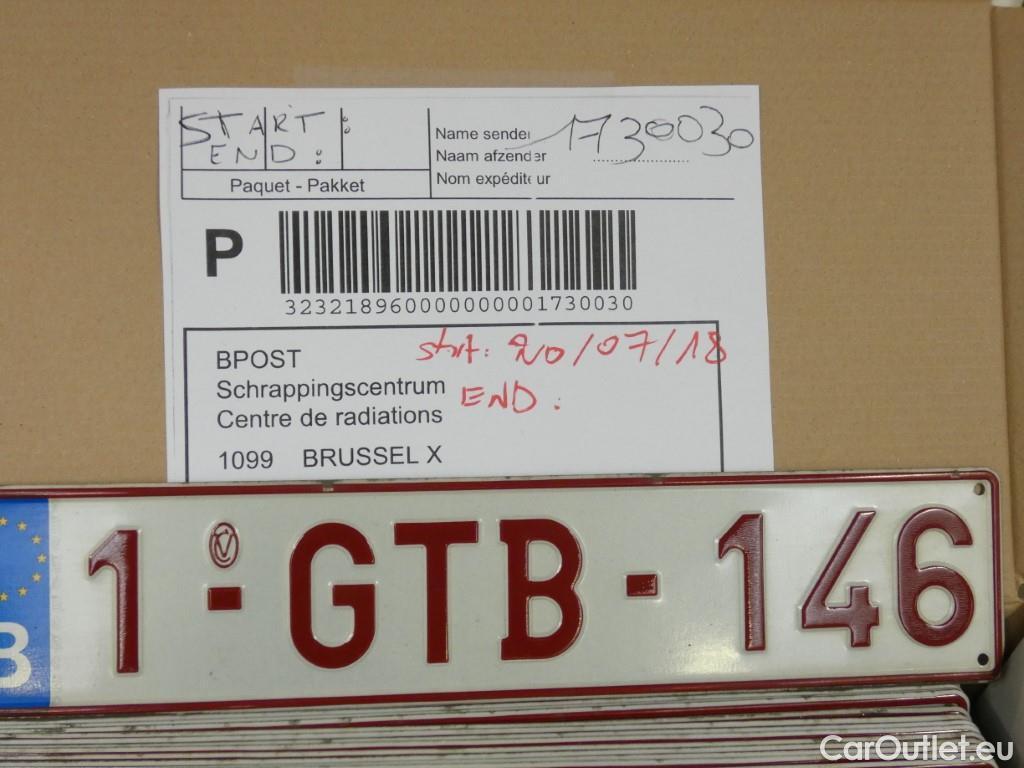 START:
END:
Name sender 1730030
Naam afzender
Nom expéditeur
Paquet - Pakket
P
323218960000000001730030
BPOST
start: 20/07/18
Schrappingscentrum
END:
Centre de radiations
1099 BRUSSEL X
B 1-GTB-146
CarOutlet.eu